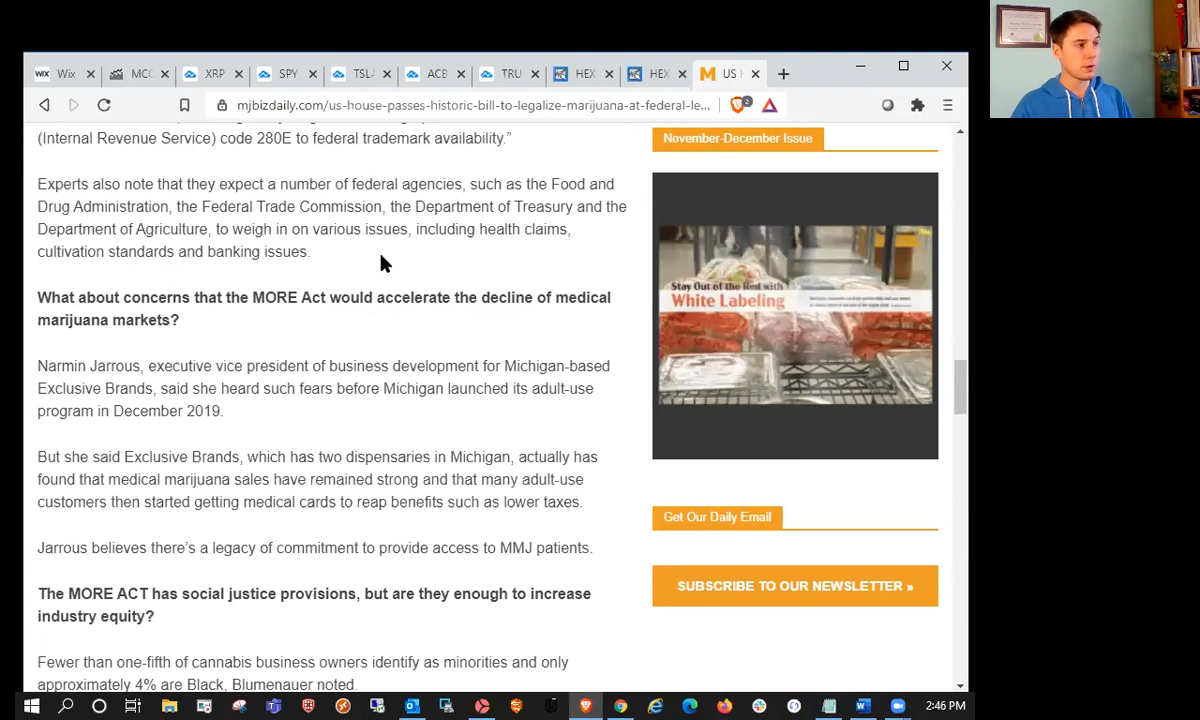 Wix
MCC
XRP
SPY
TSL
ACB
TRU
HEX
HEX
US H
mjbizdaily.com/us-house-passes-historic-bill-to-legalize-marijuana-at-federal-le...
2
(Internal Revenue Service) code 280E to federal trademark availability.”
Experts also note that they expect a number of federal agencies, such as the Food and
Drug Administration, the Federal Trade Commission, the Department of Treasury and the
Department of Agriculture, to weigh in on various issues, including health claims,
cultivation standards and banking issues.
What about concerns that the MORE Act would accelerate the decline of medical
marijuana markets?
Narmin Jarrous, executive vice president of business development for Michigan-based
Exclusive Brands, said she heard such fears before Michigan launched its adult-use
program in December 2019.
But she said Exclusive Brands, which has two dispensaries in Michigan, actually has
found that medical marijuana sales have remained strong and that many adult-use
customers then started getting medical cards to reap benefits such as lower taxes.
Jarrous believes there’s a legacy of commitment to provide access to MMJ patients.
The MORE ACT has social justice provisions, but are they enough to increase
industry equity?
Fewer than one-fifth of cannabis business owners identify as minorities and only
approximately 4% are Black, Blumenauer noted.
November-December Issue
Stay Out of the Red with
White Labeling
Get Our Daily Email
SUBSCRIBE TO OUR NEWSLETTER »
2:46 PM